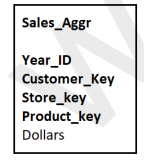 Sales_Aggr
Year_ID
Customer_Key
Store_key
Product_key
Dollars